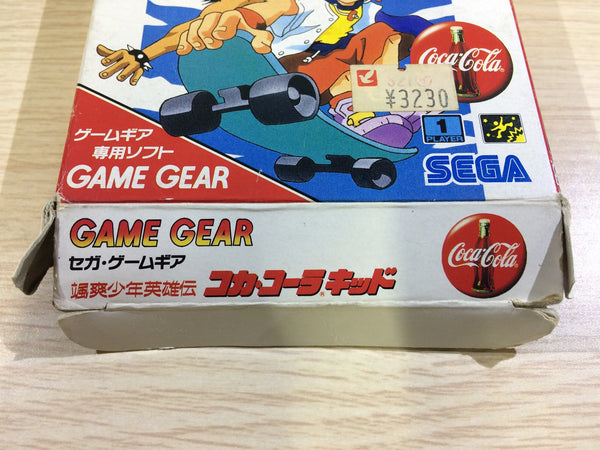 Coca-Cola
¥3230
ゲームギア
専用ソフト
GAME GEAR
1
PLAYER
SEGA
GAME GEAR
セガ・ゲームギア
颯爽少年英雄伝 コカ・コーラ® キッド
Coca-Cola